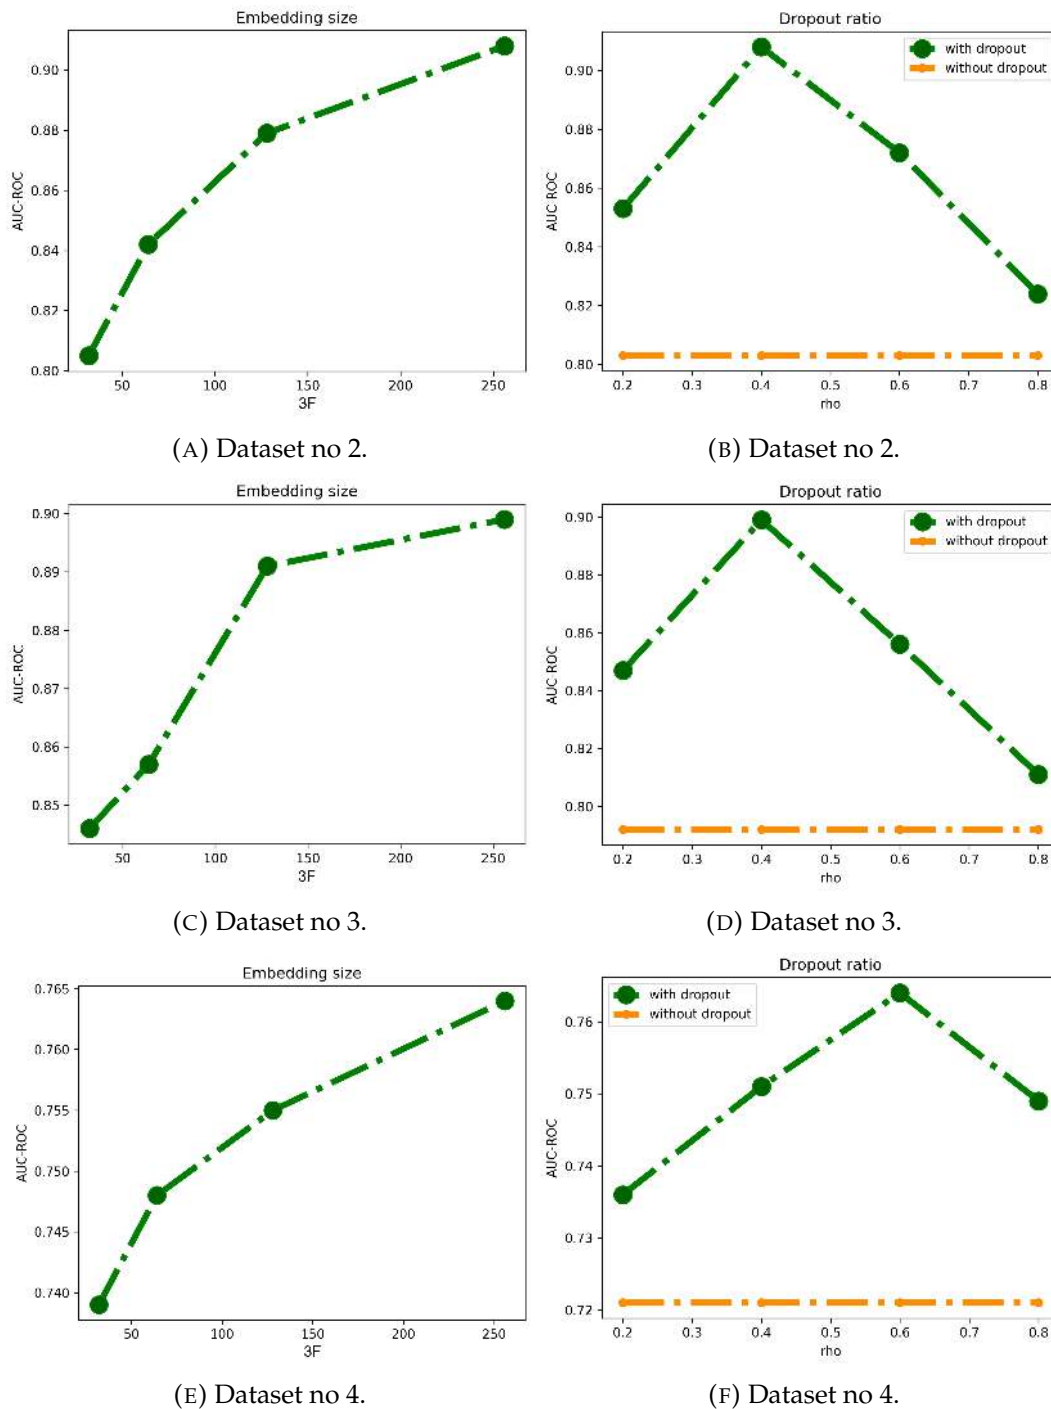 Embedding size
AUC-ROC
0.90
0.88
0.86
0.84
0.82
0.80
50 100 150 200 250
3F
(A) Dataset no 2.
Dropout ratio
with dropout
without dropout
AUC-ROC
0.90
0.88
0.86
0.84
0.82
0.80
0.2 0.3 0.4 0.5 0.6 0.7 0.8
rho
(B) Dataset no 2.
Embedding size
AUC-ROC
0.90
0.89
0.88
0.87
0.86
0.85
50 100 150 200 250
3F
(C) Dataset no 3.
Dropout ratio
with dropout
without dropout
AUC-ROC
0.90
0.88
0.86
0.84
0.82
0.80
0.2 0.3 0.4 0.5 0.6 0.7 0.8
rho
(D) Dataset no 3.
Embedding size
AUC-ROC
0.765
0.760
0.755
0.750
0.745
0.740
50 100 150 200 250
3F
(E) Dataset no 4.
Dropout ratio
with dropout
without dropout
AUC-ROC
0.76
0.75
0.74
0.73
0.72
0.2 0.3 0.4 0.5 0.6 0.7 0.8
rho
(F) Dataset no 4.